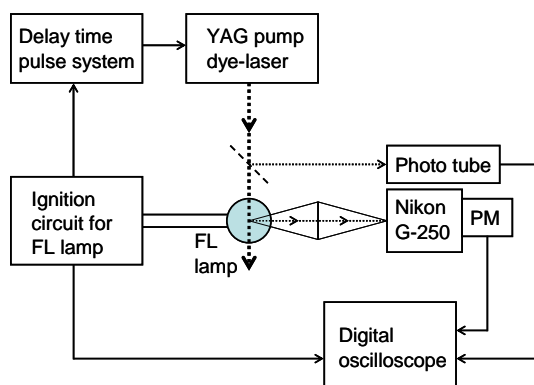 Delay time
pulse system
YAG pump
dye-laser
Photo tube
Ignition
circuit for
FL lamp
FL
lamp
Nikon
G-250
PM
Digital
oscilloscope